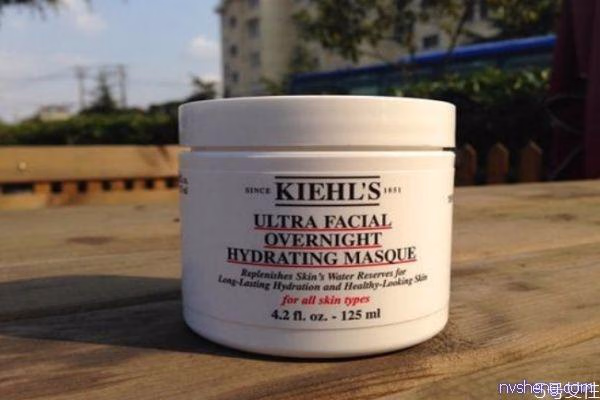 SINCE KIEHL'S 1851
ULTRA FACIAL
OVERNIGHT
HYDRATING MASQUE
Replenishes Skin's Water Reserves for
Long-Lasting Hydration and Healthy-Looking Skin
for all skin types
4.2 fl. oz. - 125 ml
nvsheng.com